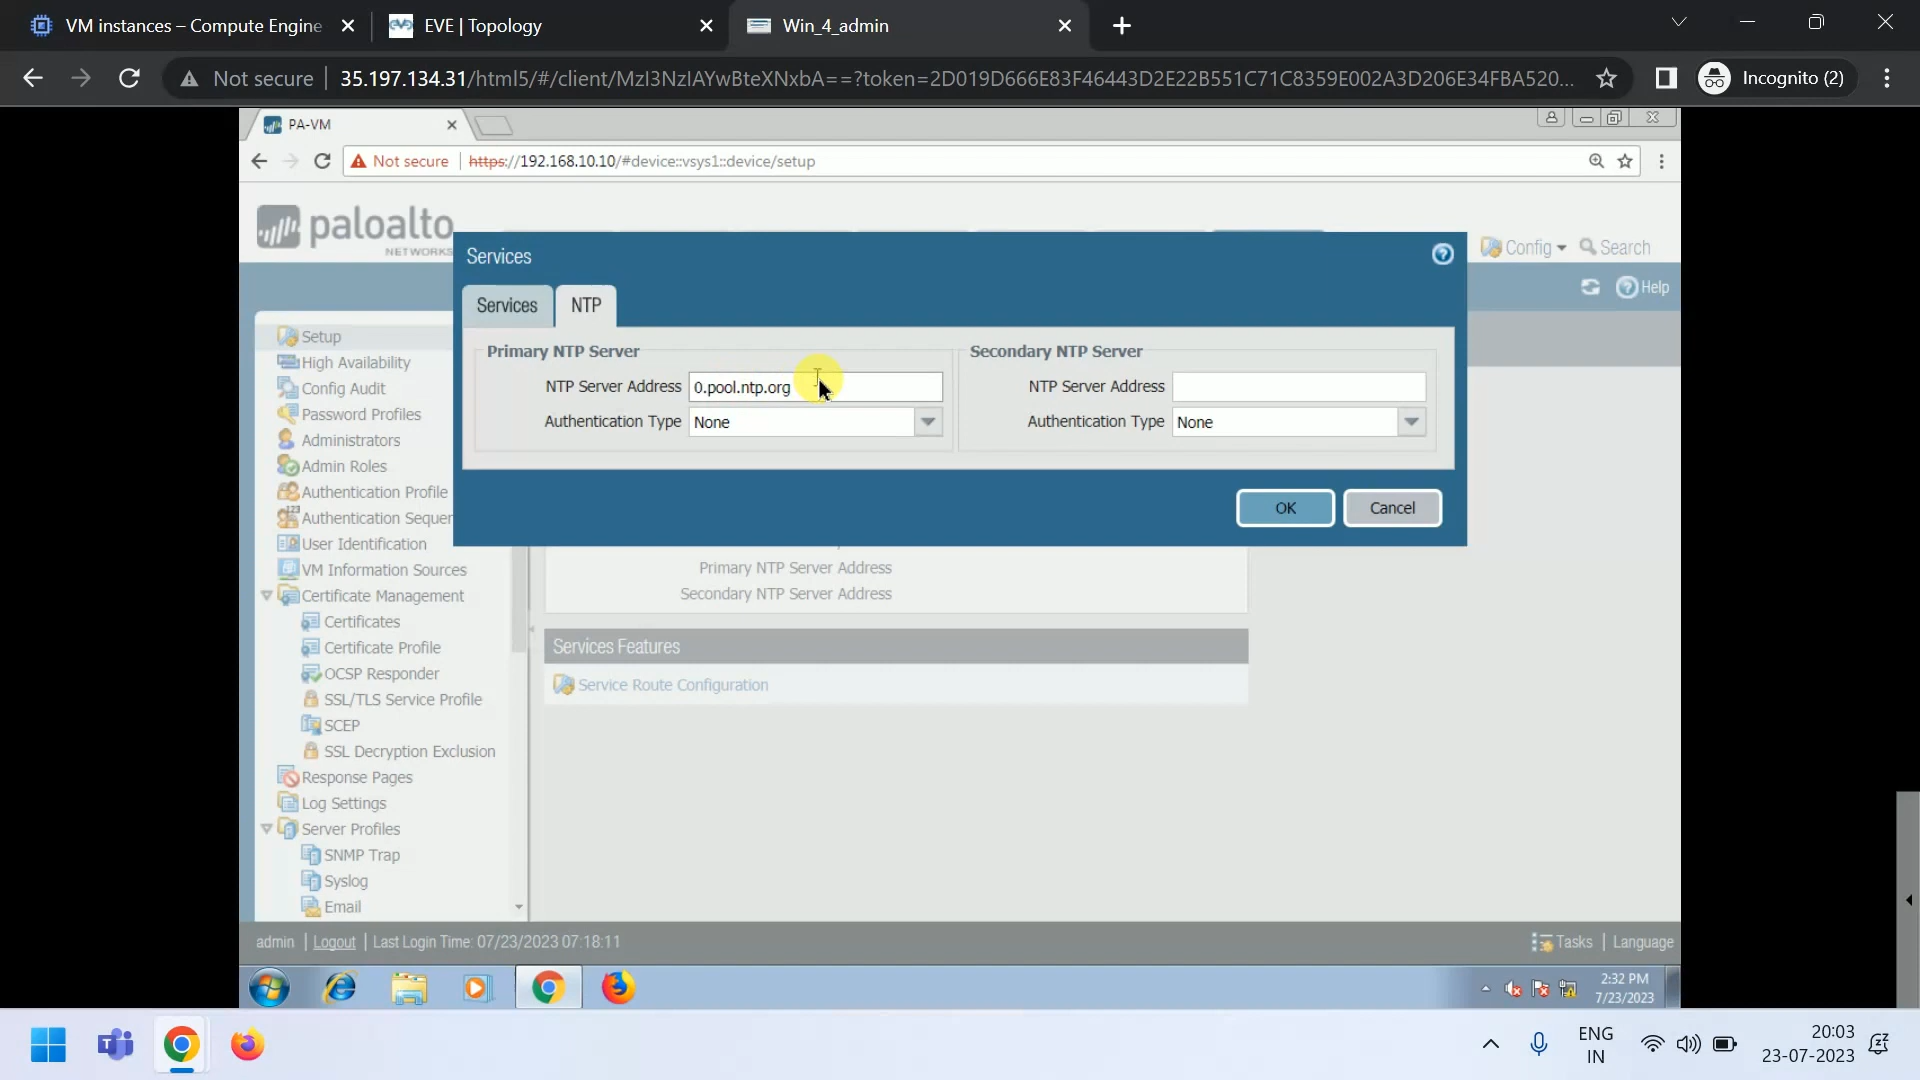 VM instances – Compute Engine
EVE | Topology
Win_4_admin
Not secure
35.197.134.31/html5/#/client/MzI3NzIAYwBteXNxbA==?token=2D019D666E83F46443D2E22B551C71C8359E002A3D206E34FBA520...
Incognito (2)
PA-VM
Not secure
https://192.168.10.10/#device::vsys1::device/setup
paloalto
NETWORKS
Config
Search
Help
Services
Services
NTP
Primary NTP Server
Secondary NTP Server
NTP Server Address
0.pool.ntp.org
NTP Server Address
Authentication Type
None
Authentication Type
None
OK
Cancel
Setup
High Availability
Config Audit
Password Profiles
Administrators
Admin Roles
Authentication Profile
Authentication Sequen
User Identification
VM Information Sources
Certificate Management
Certificates
Certificate Profile
OCSP Responder
SSL/TLS Service Profile
SCEP
SSL Decryption Exclusion
Response Pages
Log Settings
Server Profiles
SNMP Trap
Syslog
Email
Primary NTP Server Address
Secondary NTP Server Address
Services Features
Service Route Configuration
admin | Logout | Last Login Time: 07/23/2023 07:18:11
Tasks | Language
2:32 PM
7/23/2023
ENG
IN
20:03
23-07-2023